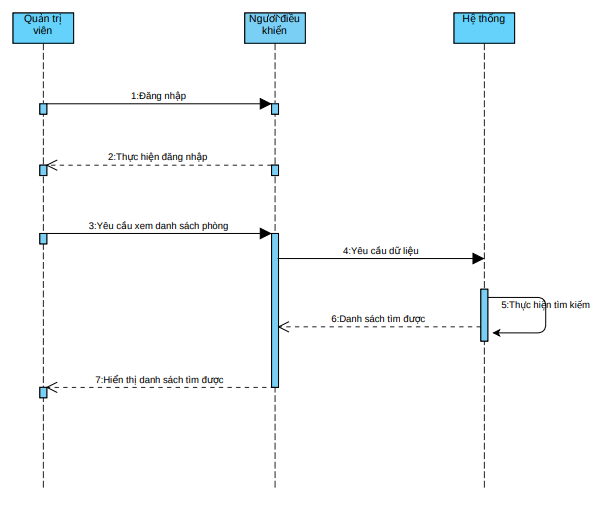 Quản trị
viên
Người điều
khiển
Hệ thống
1:Đăng nhập
2:Thực hiện đăng nhập
3:Yêu cầu xem danh sách phòng
4:Yêu cầu dữ liệu
5:Thực hiện tìm kiếm
6:Danh sách tìm được
7:Hiển thị danh sách tìm được